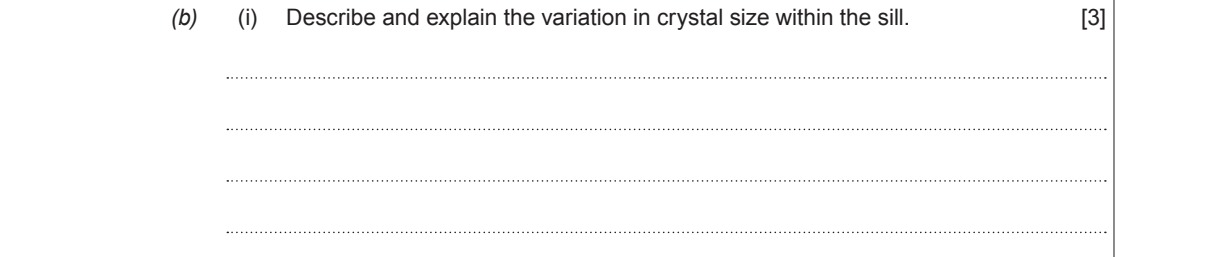 (b) (i) Describe and explain the variation in crystal size within the sill. [3]